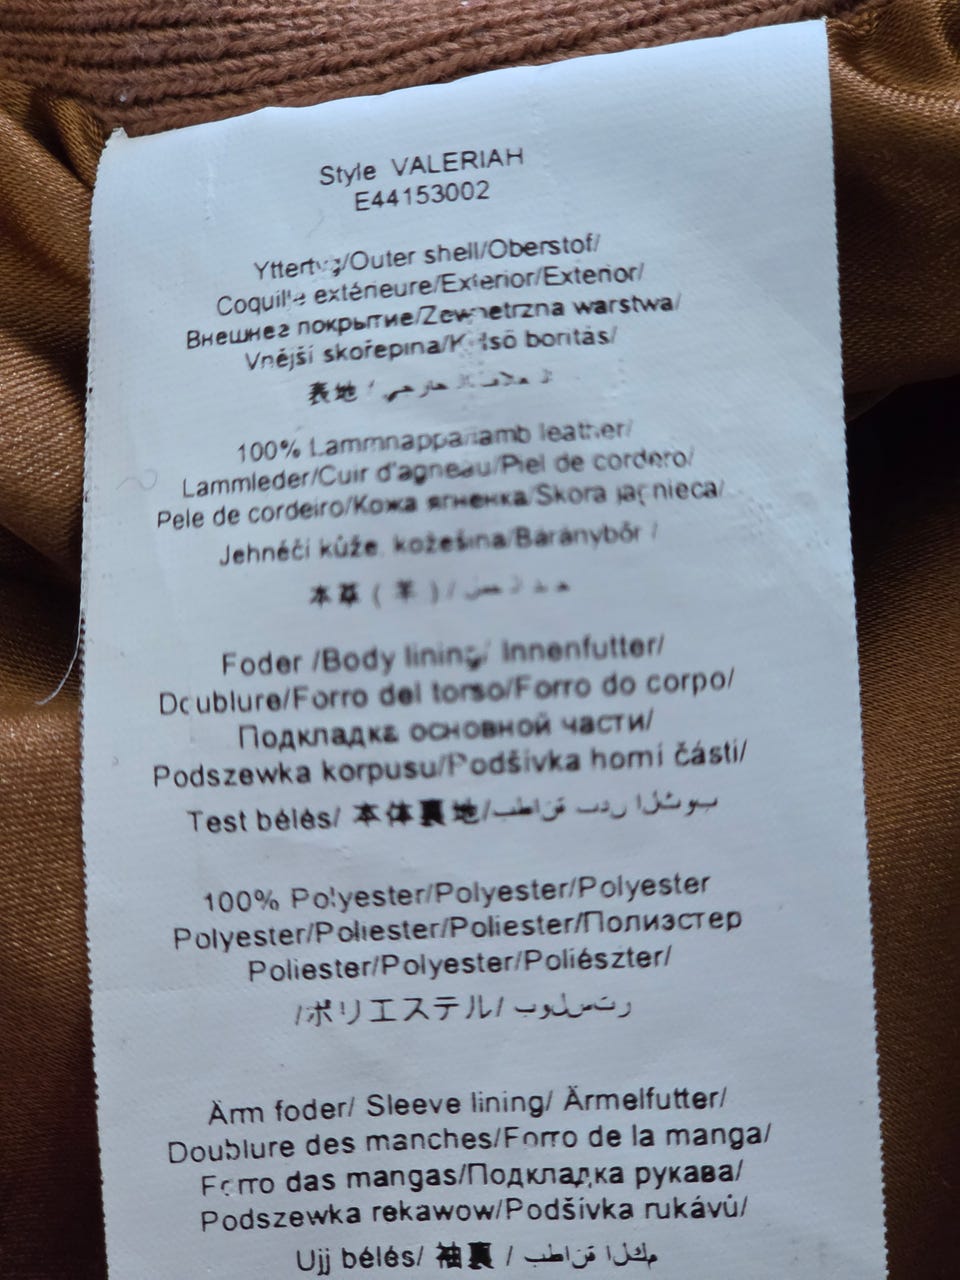 Style VALERIAH
E44153002
Yttertyg/Outer shell/Oberstof/
Coquille extérieure/Exterior/Exterior/
Внешнее покрытие/Zewnetrzna warstwa/
Vnější skořepina/Külső boritás/
表地 /
100% Lammnappa/lamb leather/
Lammleder/Cuir d'agneau/Piel de cordero/
Pele de cordeiro/Кожа ягненка/Skora jagnieca/
Jehnéčí kůže, kožešina/Báránybőr /
本革 ( 羊 ) /
Foder /Body lining/ Innenfutter/
Doublure/Forro del torso/Forro do corpo/
Подкладка основной части/
Podszewka korpusu/Podšívka horní části/
Test bélés/ 本体裏地/
100% Polyester/Polyester/Polyester
Polyester/Poliester/Poliester/Полиэстер
Poliester/Polyester/Poliészter/
/ポリエステル/
Ärm foder/ Sleeve lining/ Ärmelfutter/
Doublure des manches/Forro de la manga/
Forro das mangas/Подкладка рукава/
Podszewka rekawow/Podšívka rukávů/
Ujj bélés/ 袖裏 /